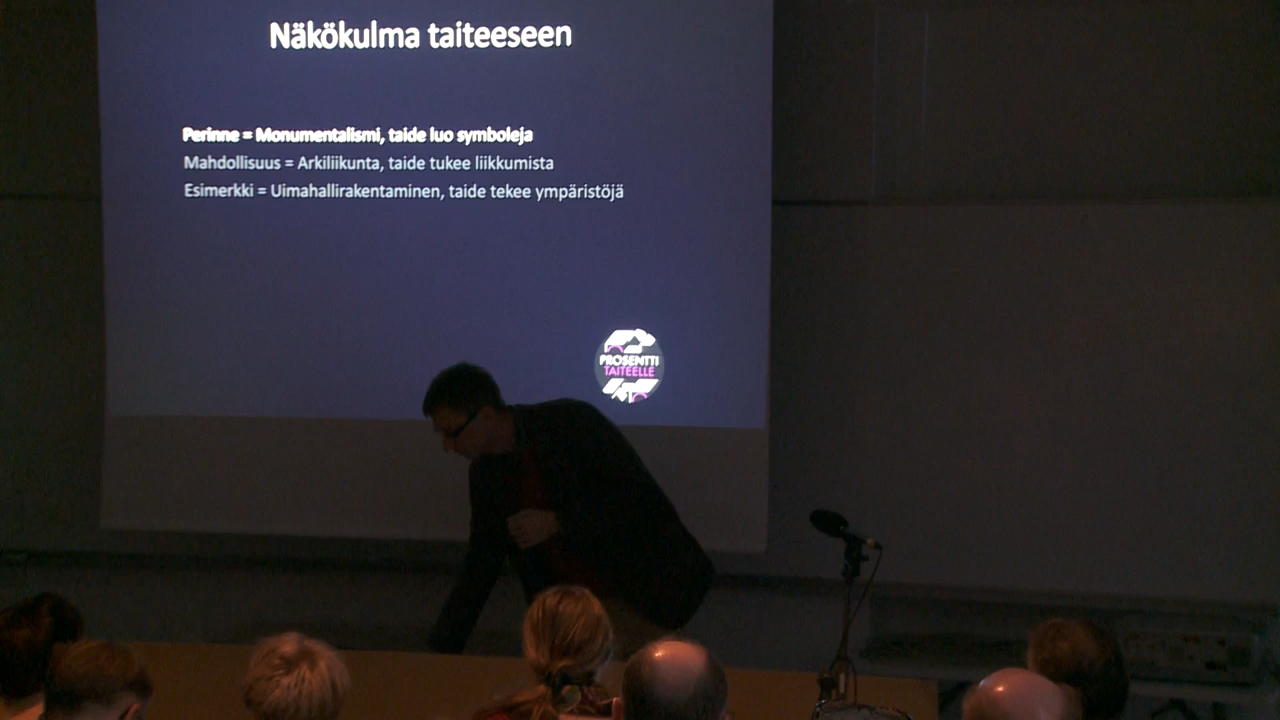 Näkökulma taiteeseen
Perinne = Monumentalismi, taide luo symboleja
Mahdollisuus = Arkiliikunta, taide tukee liikkumista
Esimerkki = Uimahallirakentaminen, taide tekee ympäristöjä
PROSENTTI
TAITEELLE